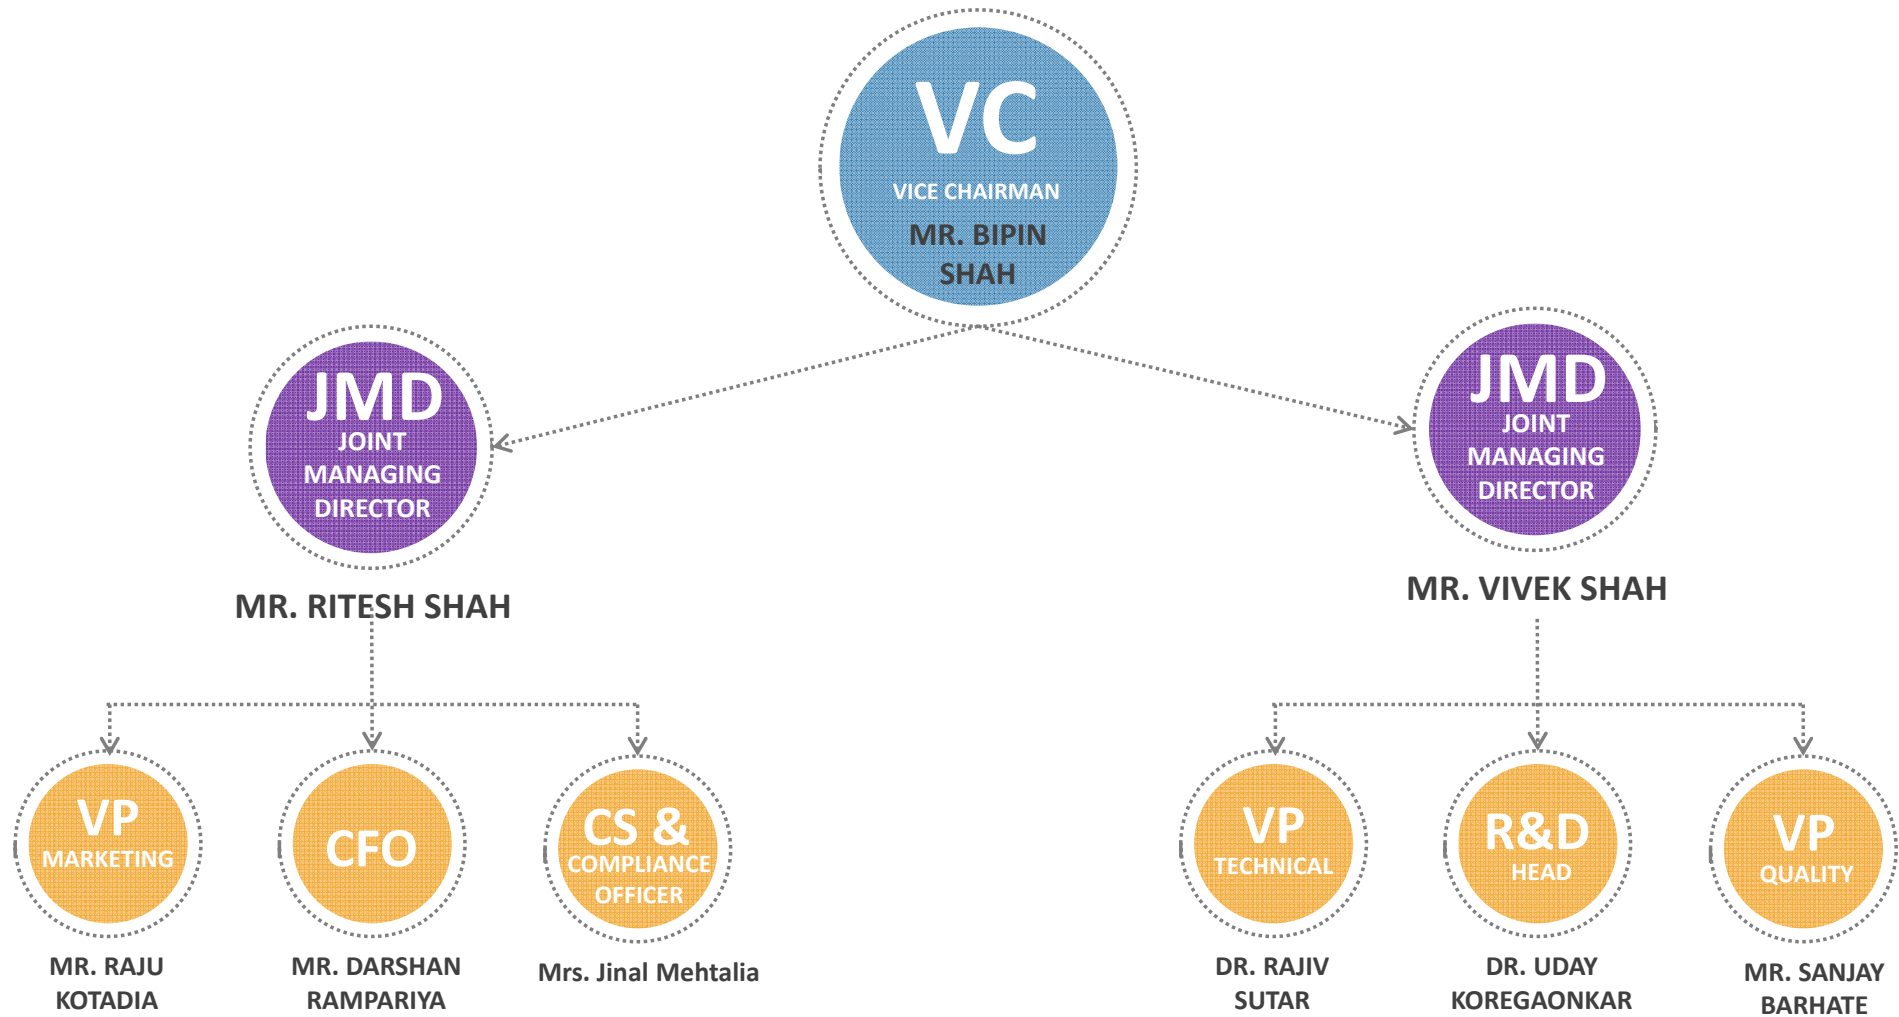 VC
VICE CHAIRMAN
MR. BIPIN
SHAH
JMD
JOINT
MANAGING
DIRECTOR
MR. RITESH SHAH
JMD
JOINT
MANAGING
DIRECTOR
MR. VIVEK SHAH
VP
MARKETING
MR. RAJU
KOTADIA
CFO
MR. DARSHAN
RAMPARIYA
CS &
COMPLIANCE
OFFICER
Mrs. Jinal Mehtalia
VP
TECHNICAL
DR. RAJIV
SUTAR
R&D
HEAD
DR. UDAY
KOREGAONKAR
VP
QUALITY
MR. SANJAY
BARHATE